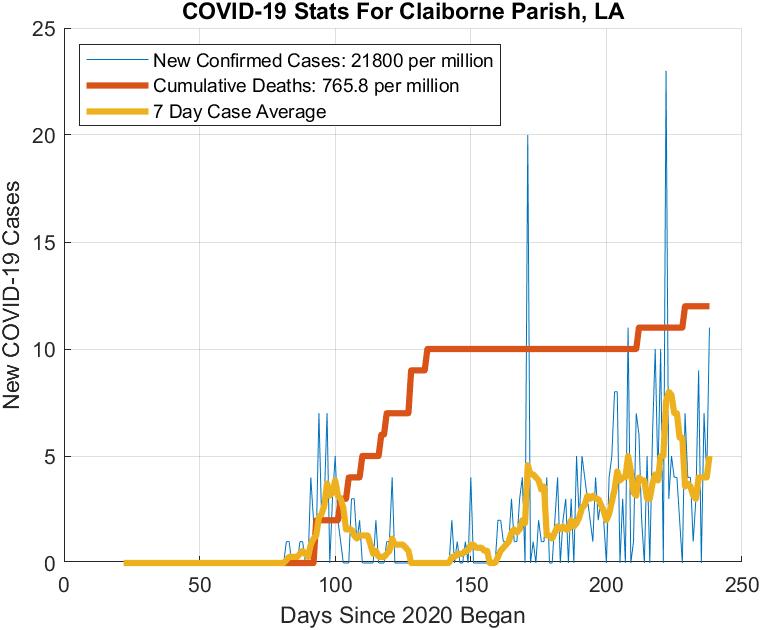 COVID-19 Stats For Claiborne Parish, LA
New Confirmed Cases: 21800 per million
Cumulative Deaths: 765.8 per million
7 Day Case Average
New COVID-19 Cases
25
20
15
10
5
0
0 50 100 150 200 250
Days Since 2020 Began